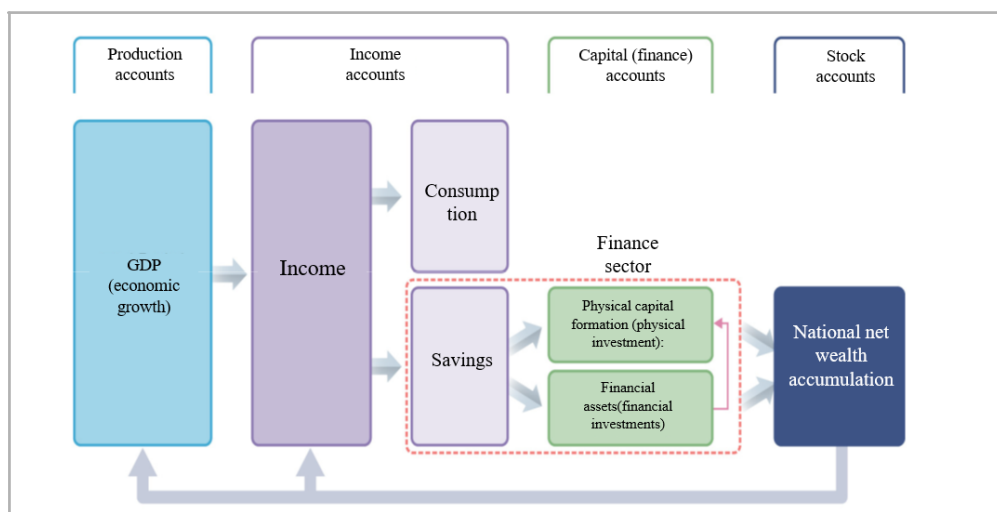 Production
accounts
Income
accounts
Capital (finance)
accounts
Stock
accounts
GDP
(economic
growth)
Income
Consump
tion
Savings
Finance
sector
Physical capital
formation (physical
investment):
Financial
assets(financial
investments)
National net
wealth
accumulation